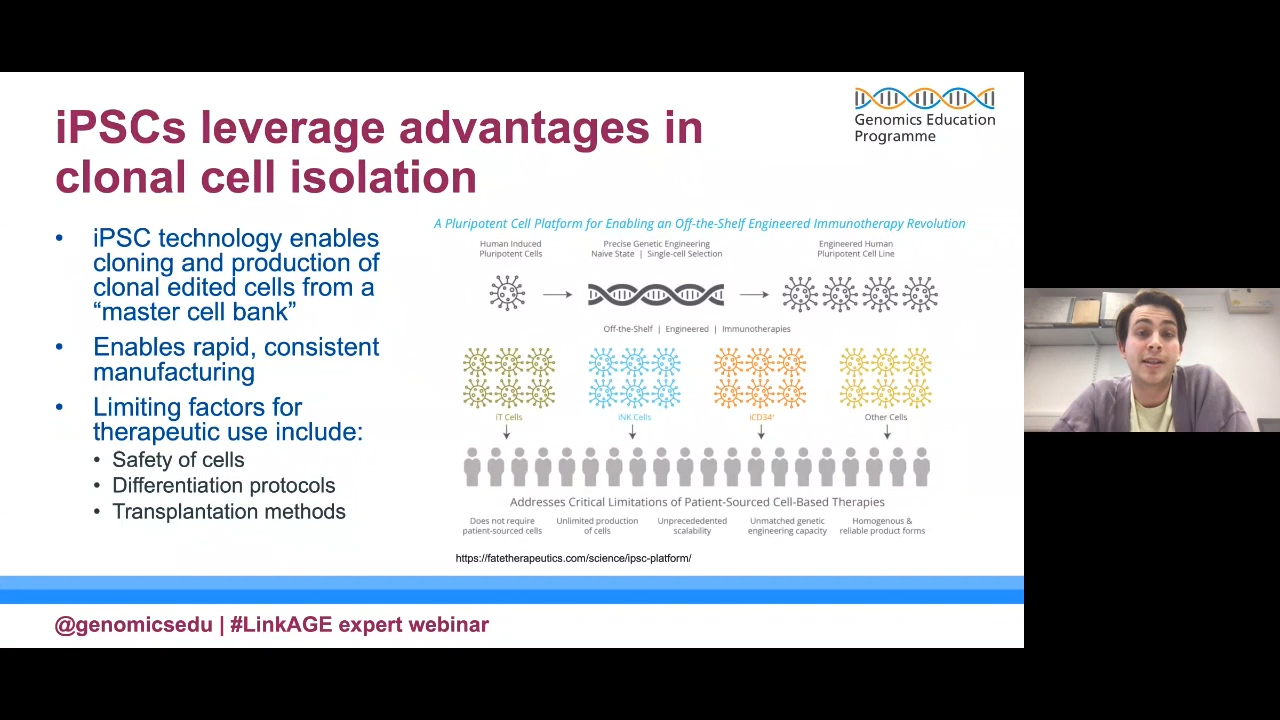 iPSCs leverage advantages in
clonal cell isolation
Genomics Education
Programme
• iPSC technology enables
cloning and production of
clonal edited cells from a
“master cell bank”
• Enables rapid, consistent
manufacturing
• Limiting factors for
therapeutic use include:
• Safety of cells
• Differentiation protocols
• Transplantation methods
A Pluripotent Cell Platform for Enabling an Off-the-Shelf Engineered Immunotherapy Revolution
Human Induced
Pluripotent Cells
Precise Genetic Engineering
Naive State | Single-cell Selection
Engineered Human
Pluripotent Cell Line
Off-the-Shelf | Engineered | Immunotherapies
iT Cells
iNK Cells
iCD34⁺
Other Cells
Addresses Critical Limitations of Patient-Sourced Cell-Based Therapies
Does not require
patient-sourced cells
Unlimited production
of cells
Unprecededented
scalability
Unmatched genetic
engineering capacity
Homogenous &
reliable product forms
https://fatetherapeutics.com/science/ipsc-platform/
@genomicsedu | #LinkAGE expert webinar